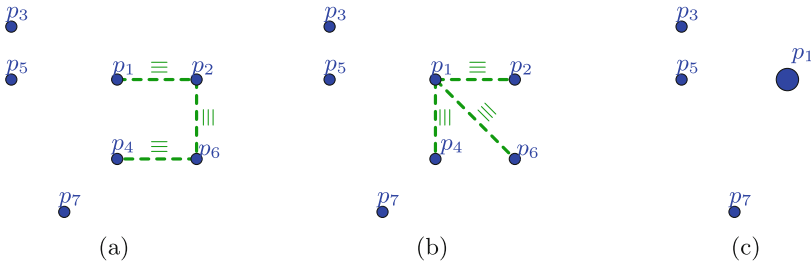 p3 p3 p3
p5 p1 ≡ p2 p5 p1 ≡ p2 p5 p1
≡ ≡ ≡
p4 ≡ p6 p4 p6
p7 p7 p7
(a) (b) (c)